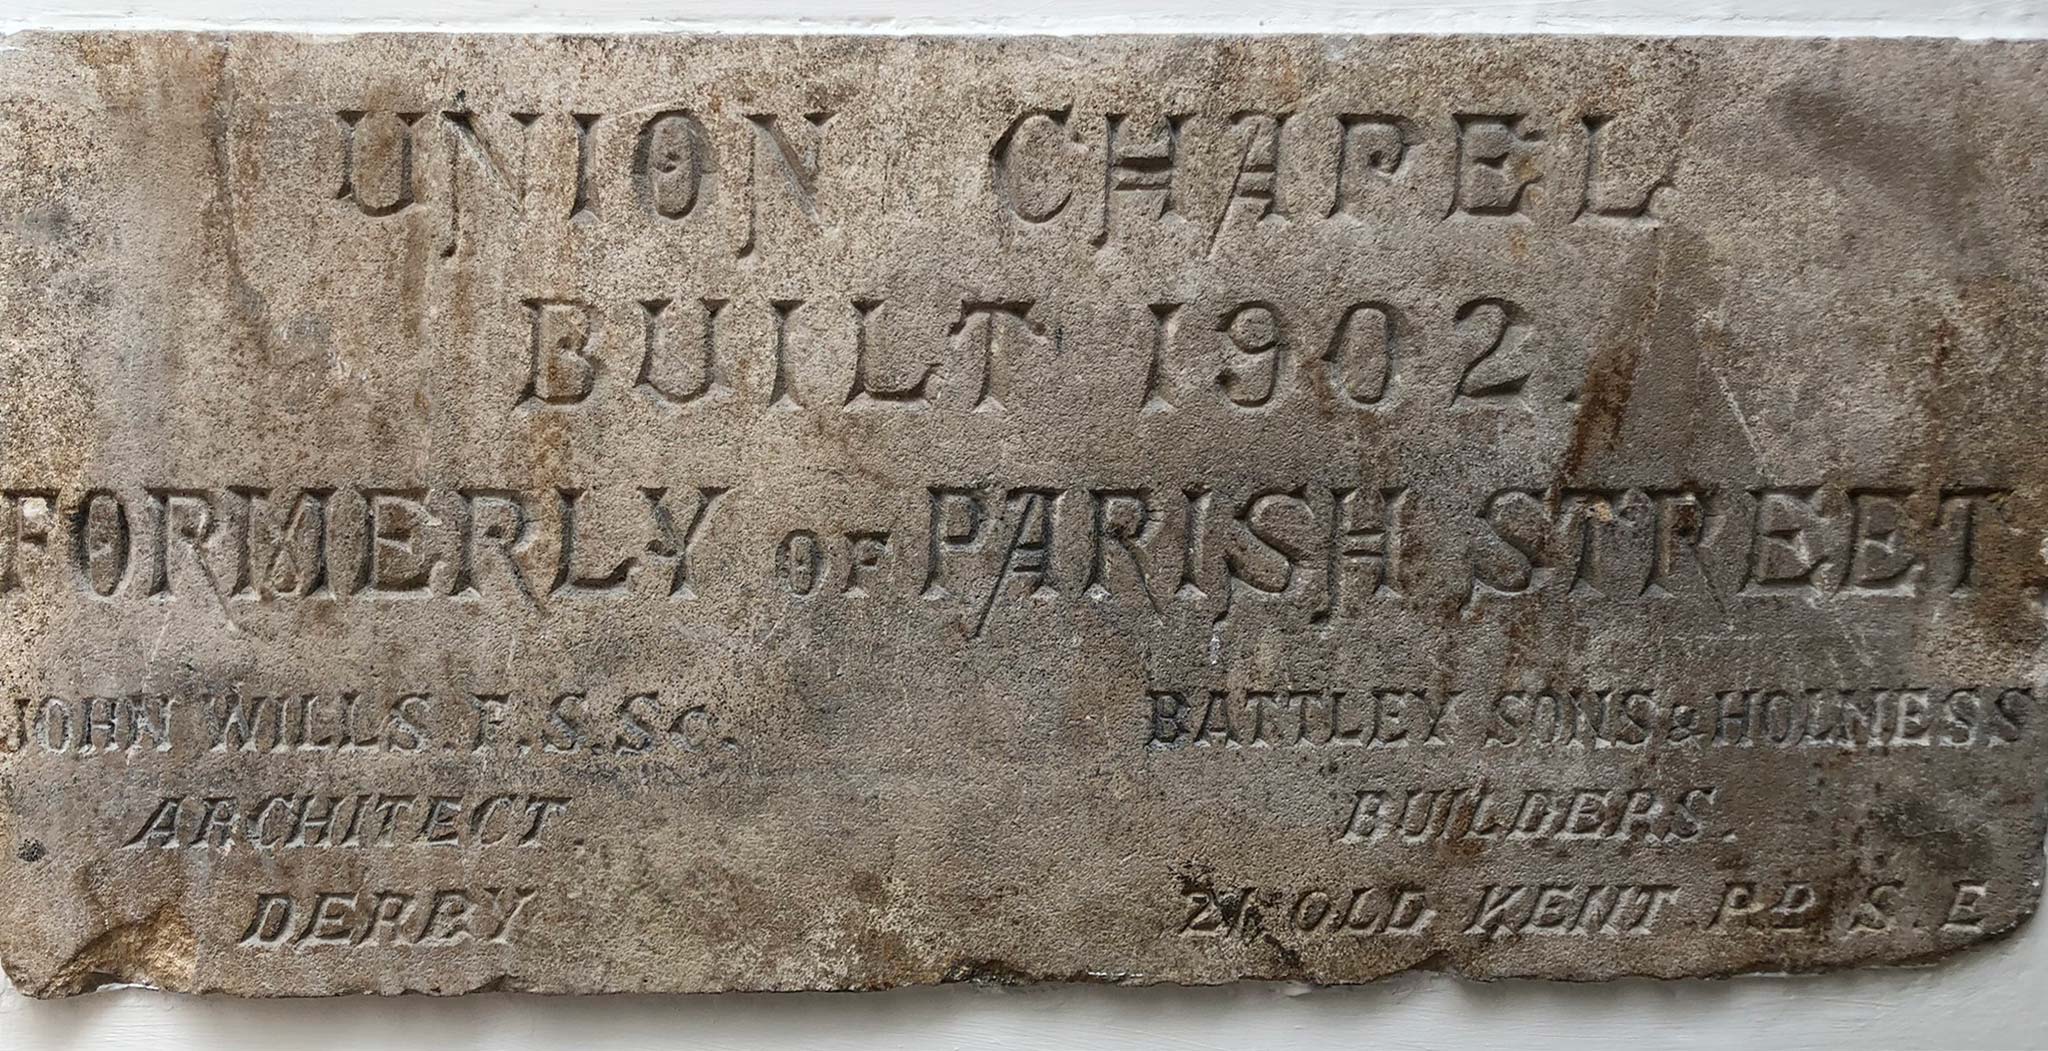 UNION CHAPEL
BUILT 1902.
FORMERLY OF PARISH STREET
JOHN WILLS. F.S.Sc.
ARCHITECT.
DERBY
BATTLEY SONS & HOLNESS
BUILDERS.
21 OLD KENT RD S.E